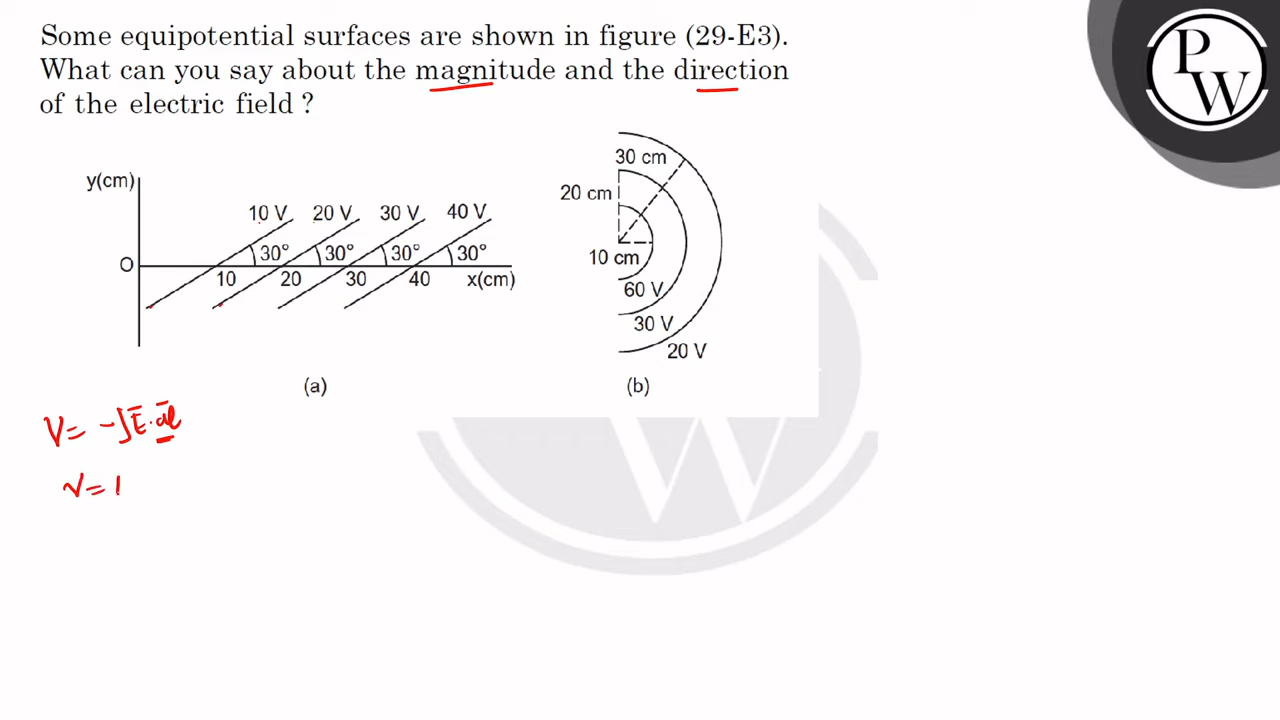 Some equipotential surfaces are shown in figure (29-E3).
What can you say about the magnitude and the direction
of the electric field ?
P
W
y(cm)
10 V 20 V 30 V 40 V
30° 30° 30° 30°
O
10 20 30 40 x(cm)
(a)
30 cm
20 cm
10 cm
60 V
30 V
20 V
(b)
V= -∫E̅.dl̅
V= 1